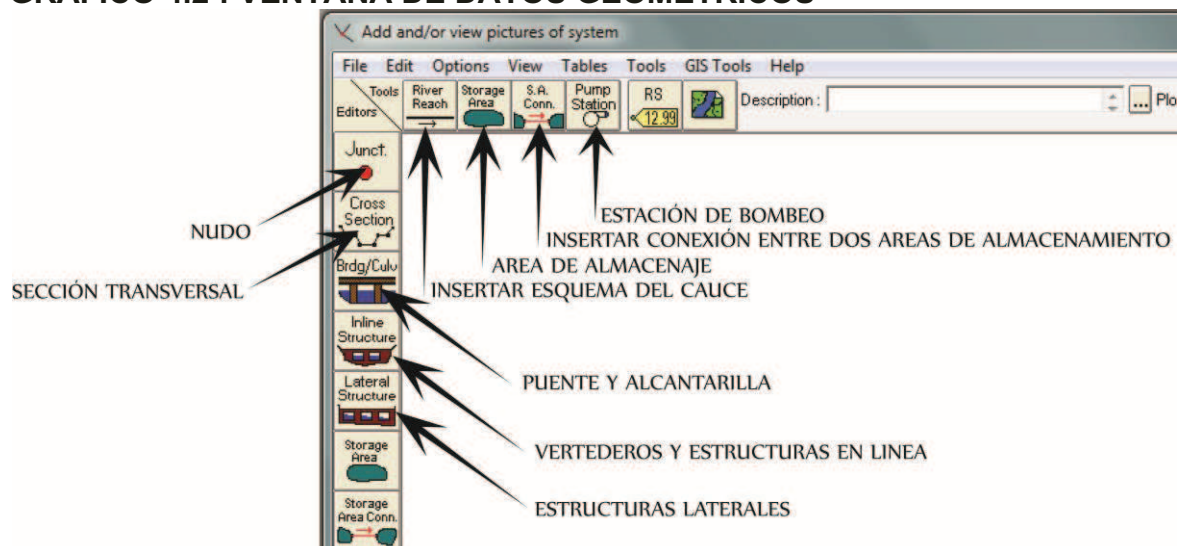 GRÁFICO 4.2 : VENTANA DE DATOS GEOMÉTRICOS
Add and/or view pictures of system
File Edit Options View Tables Tools GIS Tools Help
Tools
Editors
River
Reach
Storage
Area
S.A.
Conn.
Pump
Station
RS
12.99
Description :
...
Plo
Junct.
Cross
Section
Brdg/Culv
Inline
Structure
Lateral
Structure
Storage
Area
Storage
Area Conn.
NUDO
SECCIÓN TRANSVERSAL
ESTACIÓN DE BOMBEO
INSERTAR CONEXIÓN ENTRE DOS AREAS DE ALMACENAMIENTO
AREA DE ALMACENAJE
INSERTAR ESQUEMA DEL CAUCE
PUENTE Y ALCANTARILLA
VERTEDEROS Y ESTRUCTURAS EN LINEA
ESTRUCTURAS LATERALES